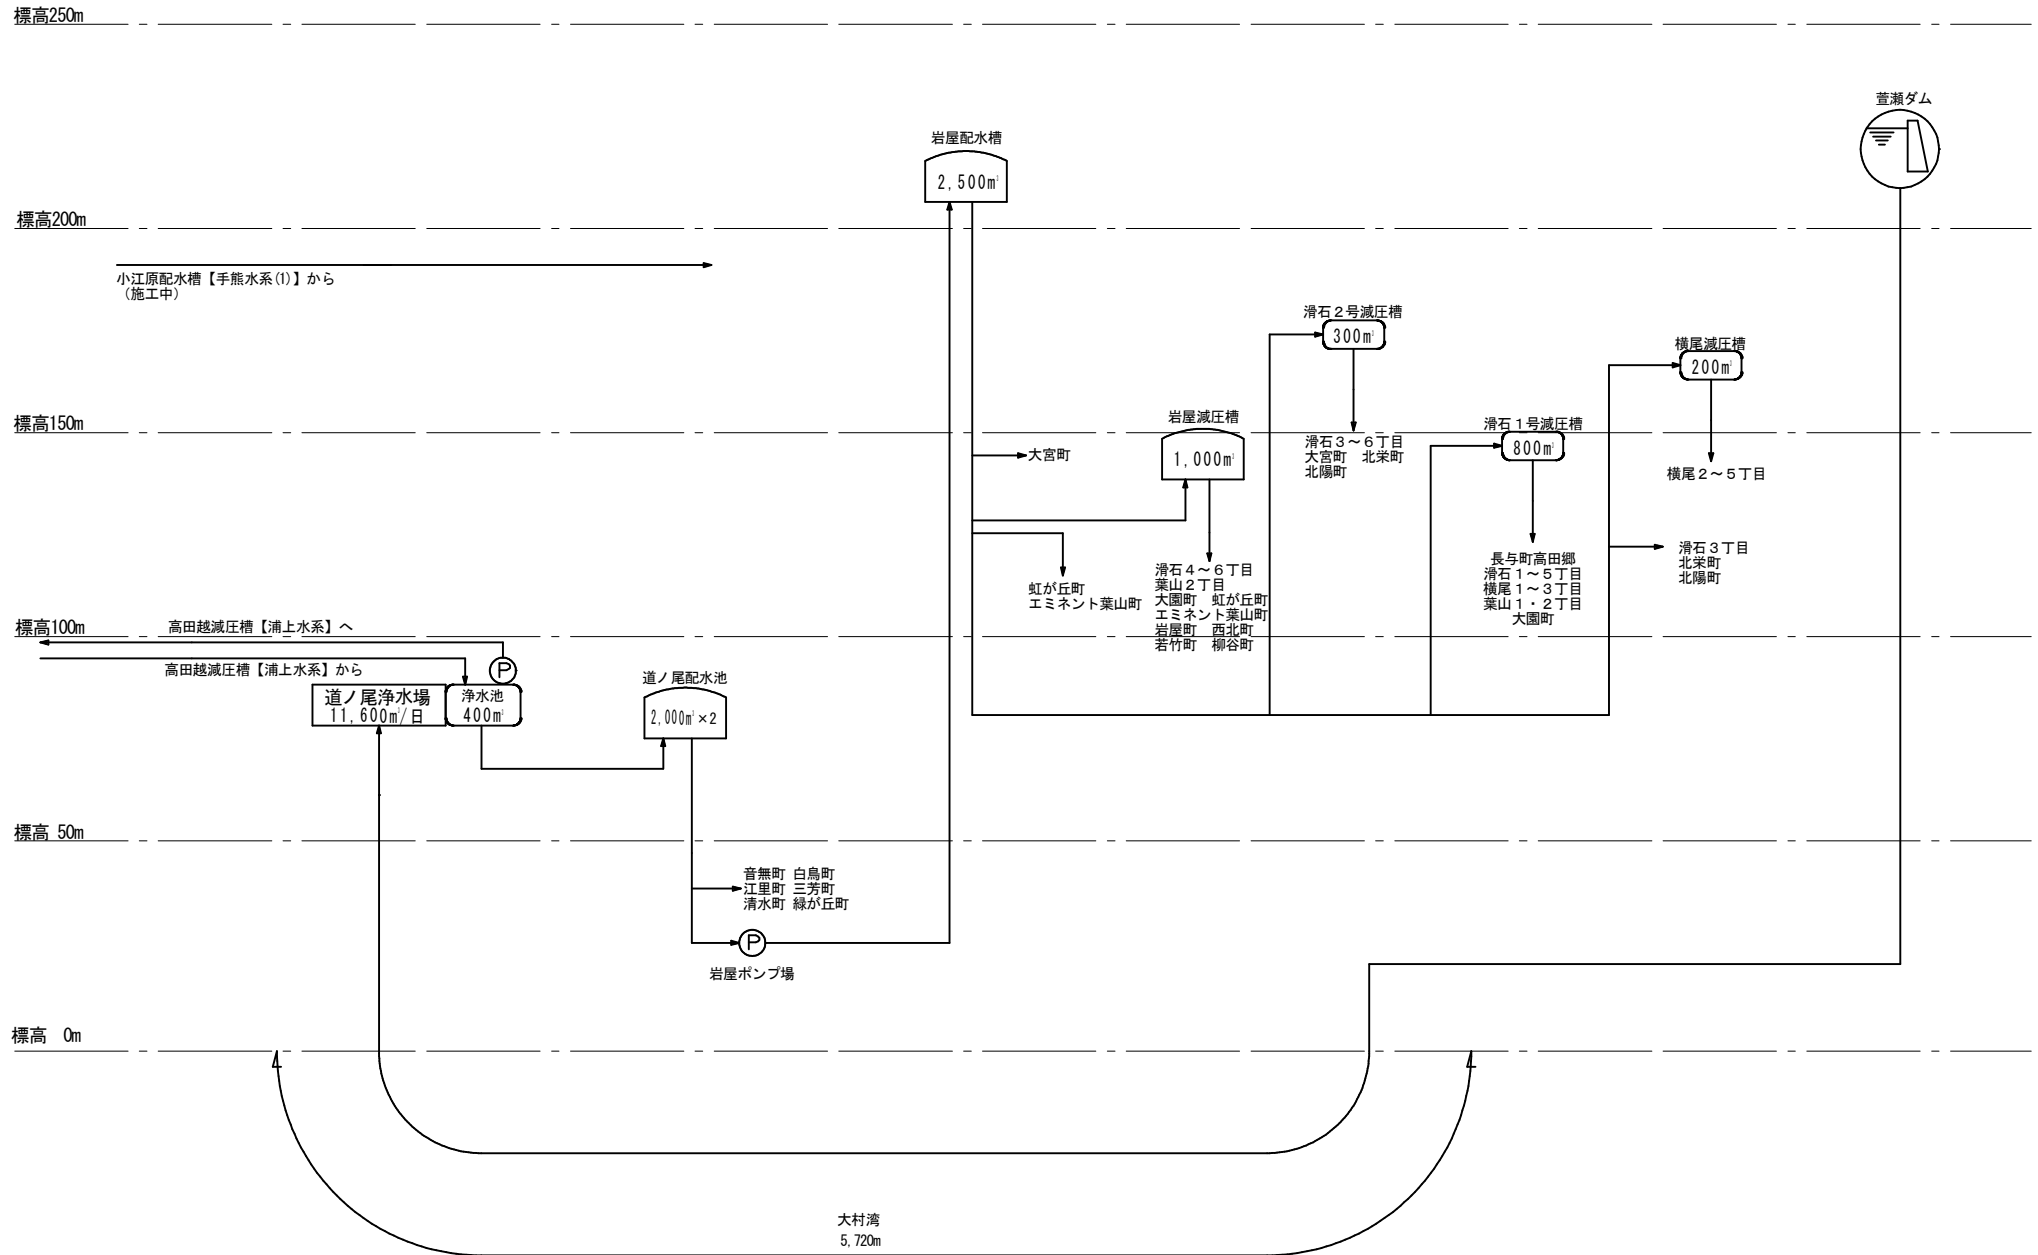 標高250m
萱瀬ダム
岩屋配水槽
2,500m³
標高200m
小江原配水槽【手熊水系(1)】から
（施工中）
滑石２号減圧槽
300m³
横尾減圧槽
200m³
標高150m
岩屋減圧槽
1,000m³
滑石１号減圧槽
800m³
大宮町
滑石３～６丁目
大宮町　北栄町
北陽町
横尾２～５丁目
滑石３丁目
北栄町
北陽町
虹が丘町
エミネント葉山町
滑石４～６丁目
葉山２丁目
大園町　虹が丘町
エミネント葉山町
岩屋町　西北町
若竹町　柳谷町
長与町高田郷
滑石１～５丁目
横尾１～３丁目
葉山１・２丁目
大園町
標高100m
高田越減圧槽【浦上水系】へ
高田越減圧槽【浦上水系】から
P
道ノ尾浄水場
11,600m³/日
浄水池
400m³
道ノ尾配水池
2,000m³×2
標高 50m
音無町 白鳥町
江里町 三芳町
清水町 緑が丘町
P
岩屋ポンプ場
標高　0m
大村湾
5,720m